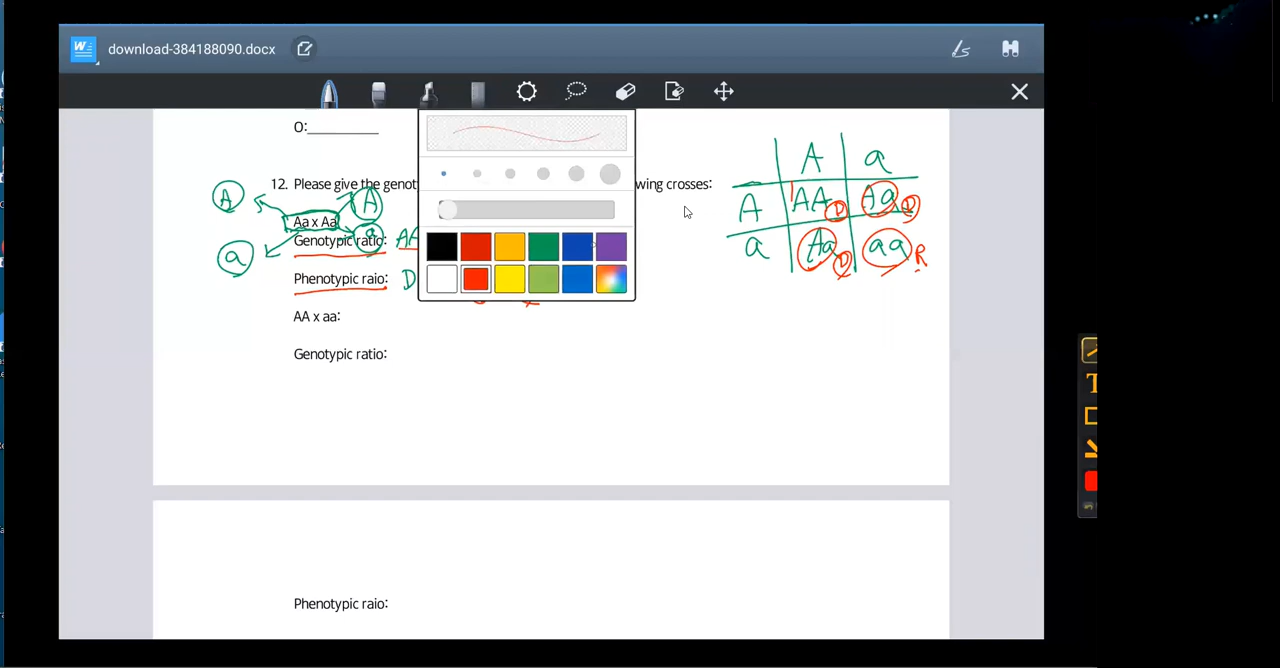 download-384188090.docx
O:
A a
12. Please give the genot wing crosses:
A A A AA D Aa D
Aa x Aa
Genotypic ratio: a
a a Aa D aa R
Phenotypic raio: D
AA x aa:
Genotypic ratio:
T
Phenotypic raio: